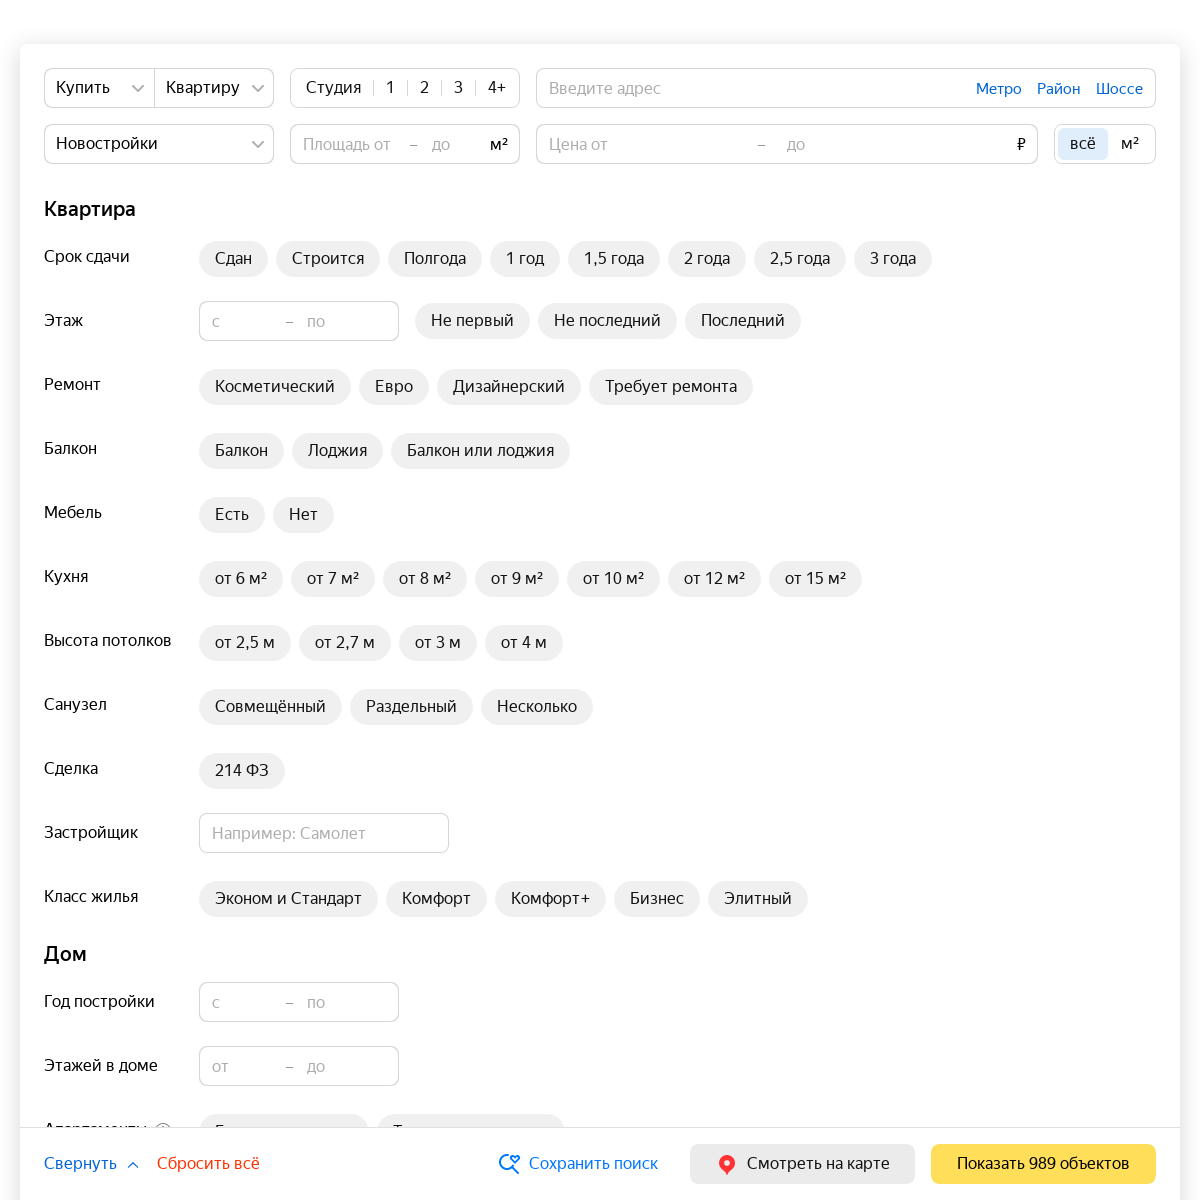 Купить Квартиру Студия 1 2 3 4+ Введите адрес Метро Район Шоссе
Новостройки Площадь от – до м² Цена от – до ₽ всё м²
Квартира
Срок сдачи Сдан Строится Полгода 1 год 1,5 года 2 года 2,5 года 3 года
Этаж с – по Не первый Не последний Последний
Ремонт Косметический Евро Дизайнерский Требует ремонта
Балкон Балкон Лоджия Балкон или лоджия
Мебель Есть Нет
Кухня от 6 м² от 7 м² от 8 м² от 9 м² от 10 м² от 12 м² от 15 м²
Высота потолков от 2,5 м от 2,7 м от 3 м от 4 м
Санузел Совмещённый Раздельный Несколько
Сделка 214 ФЗ
Застройщик Например: Самолет
Класс жилья Эконом и Стандарт Комфорт Комфорт+ Бизнес Элитный
Дом
Год постройки с – по
Этажей в доме от – до
Свернуть Сбросить всё Сохранить поиск Смотреть на карте Показать 989 объектов